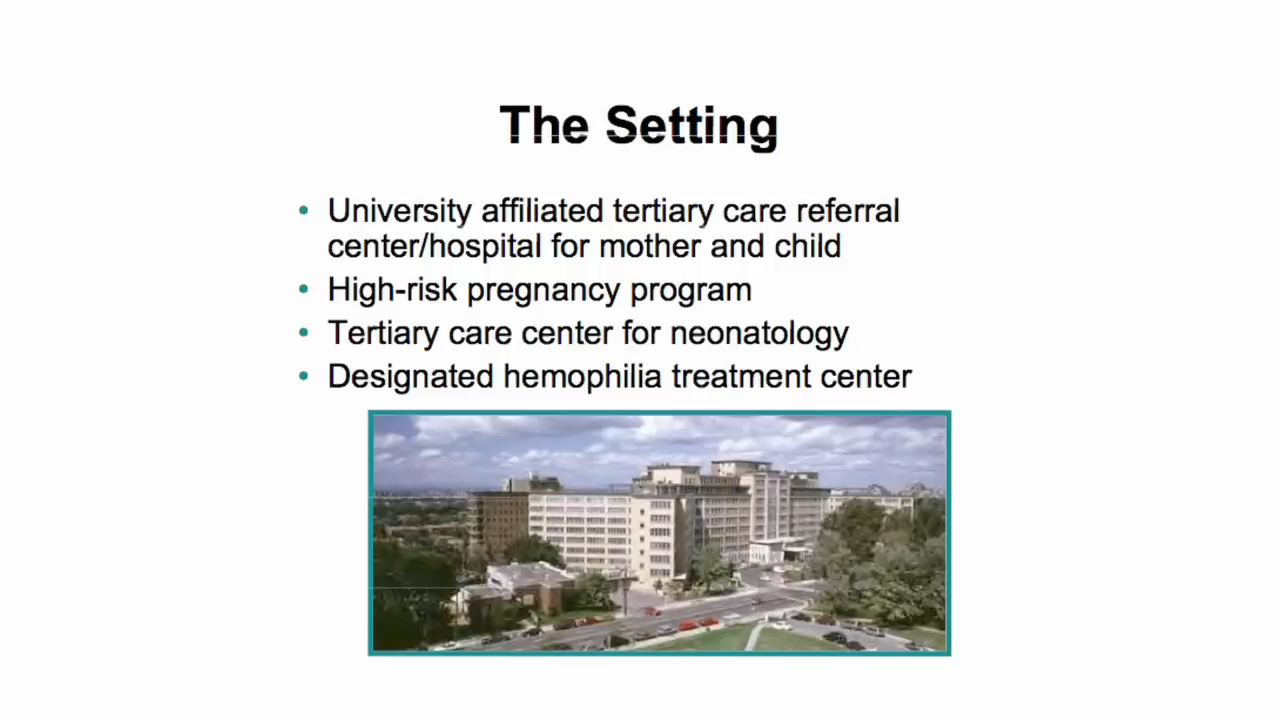 The Setting
• University affiliated tertiary care referral
center/hospital for mother and child
• High-risk pregnancy program
• Tertiary care center for neonatology
• Designated hemophilia treatment center